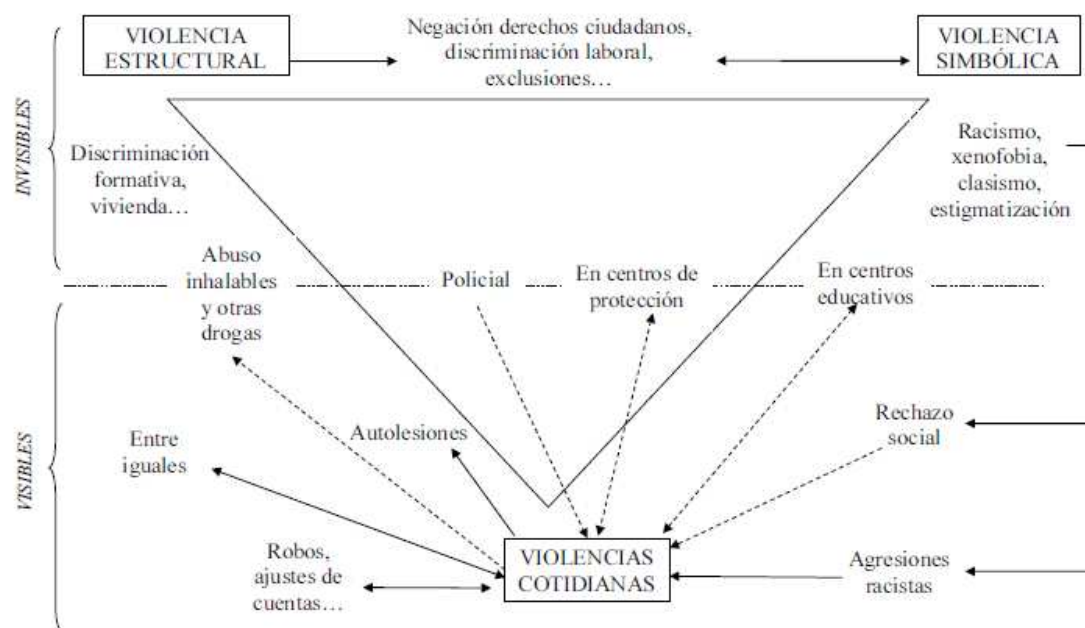 VIOLENCIA
ESTRUCTURAL
Negación derechos ciudadanos,
discriminación laboral,
exclusiones…
VIOLENCIA
SIMBÓLICA
INVISIBLES
Discriminación
formativa,
vivienda…
Racismo,
xenofobia,
clasismo,
estigmatización
Abuso
inhalables
y otras
drogas
Policial
En centros de
protección
En centros
educativos
VISIBLES
Entre
iguales
Autolesiones
Rechazo
social
Robos,
ajustes de
cuentas…
VIOLENCIAS
COTIDIANAS
Agresiones
racistas